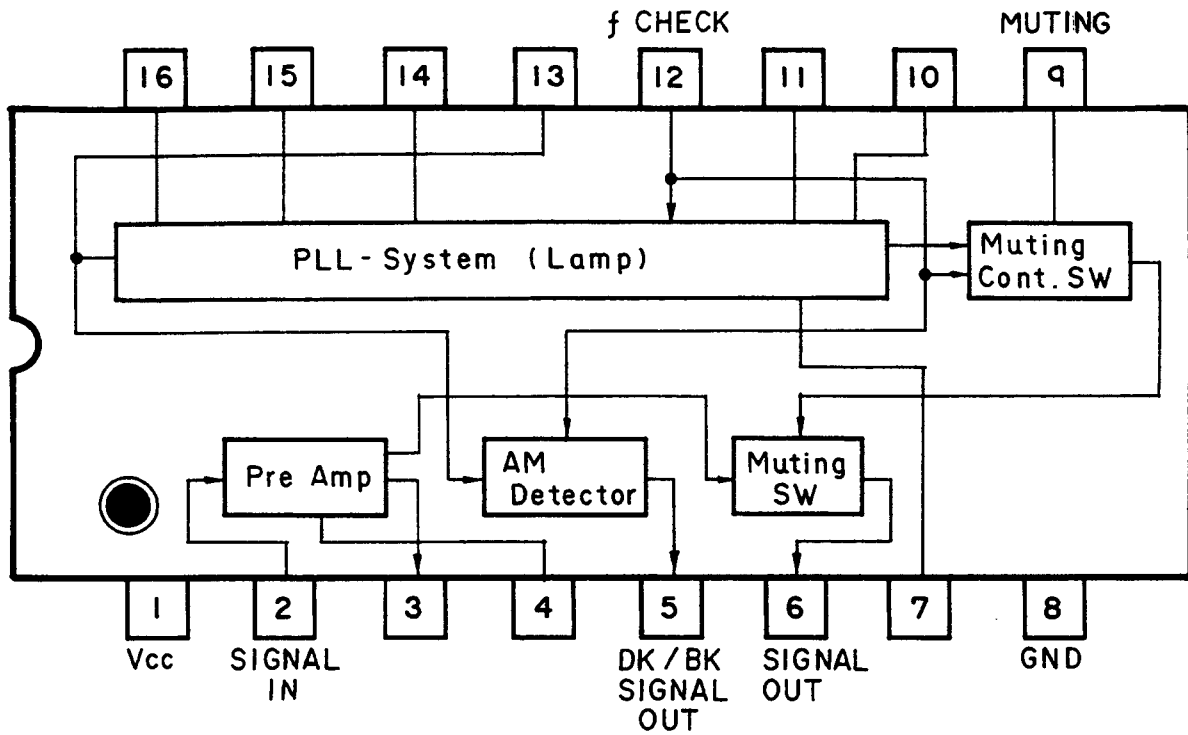 f CHECK MUTING
16 15 14 13 12 11 10 9
PLL-System (Lamp)
Muting
Cont. SW
Pre Amp
AM
Detector
Muting
SW
1 2 3 4 5 6 7 8
Vcc
SIGNAL
IN
DK/BK
SIGNAL
OUT
SIGNAL
OUT
GND